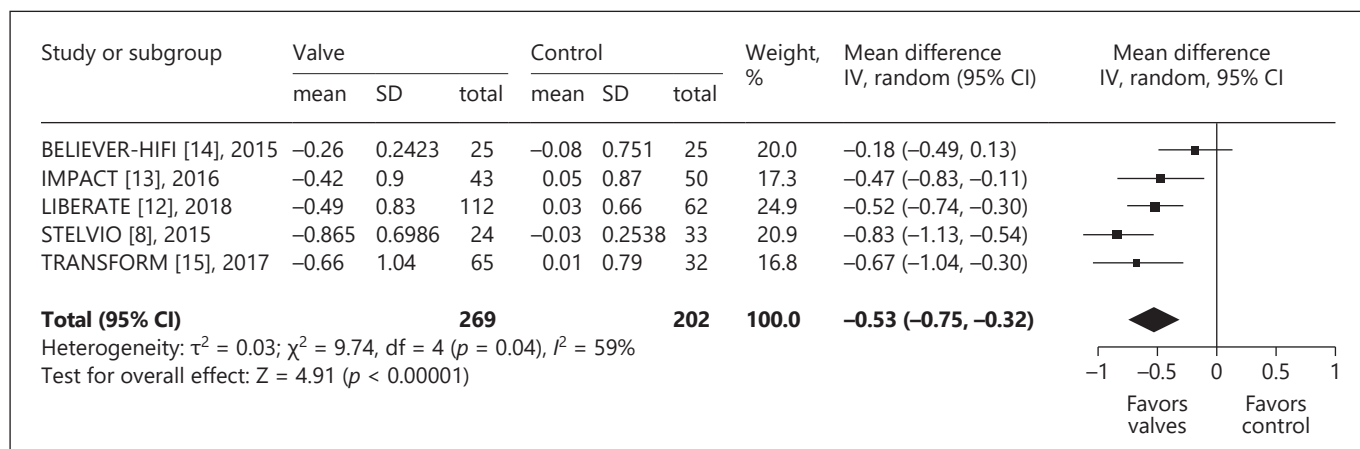 Study or subgroup Valve Control Weight, % Mean difference IV, random (95% CI) Mean difference IV, random, 95% CI
mean SD total mean SD total
BELIEVER-HIFI [14], 2015 –0.26 0.2423 25 –0.08 0.751 25 20.0 –0.18 (–0.49, 0.13)
IMPACT [13], 2016 –0.42 0.9 43 0.05 0.87 50 17.3 –0.47 (–0.83, –0.11)
LIBERATE [12], 2018 –0.49 0.83 112 0.03 0.66 62 24.9 –0.52 (–0.74, –0.30)
STELVIO [8], 2015 –0.865 0.6986 24 –0.03 0.2538 33 20.9 –0.83 (–1.13, –0.54)
TRANSFORM [15], 2017 –0.66 1.04 65 0.01 0.79 32 16.8 –0.67 (–1.04, –0.30)
Total (95% CI) 269 202 100.0 –0.53 (–0.75, –0.32)
Heterogeneity: τ² = 0.03; χ² = 9.74, df = 4 (p = 0.04), I² = 59%
Test for overall effect: Z = 4.91 (p < 0.00001)
–1 –0.5 0 0.5 1
Favors valves Favors control